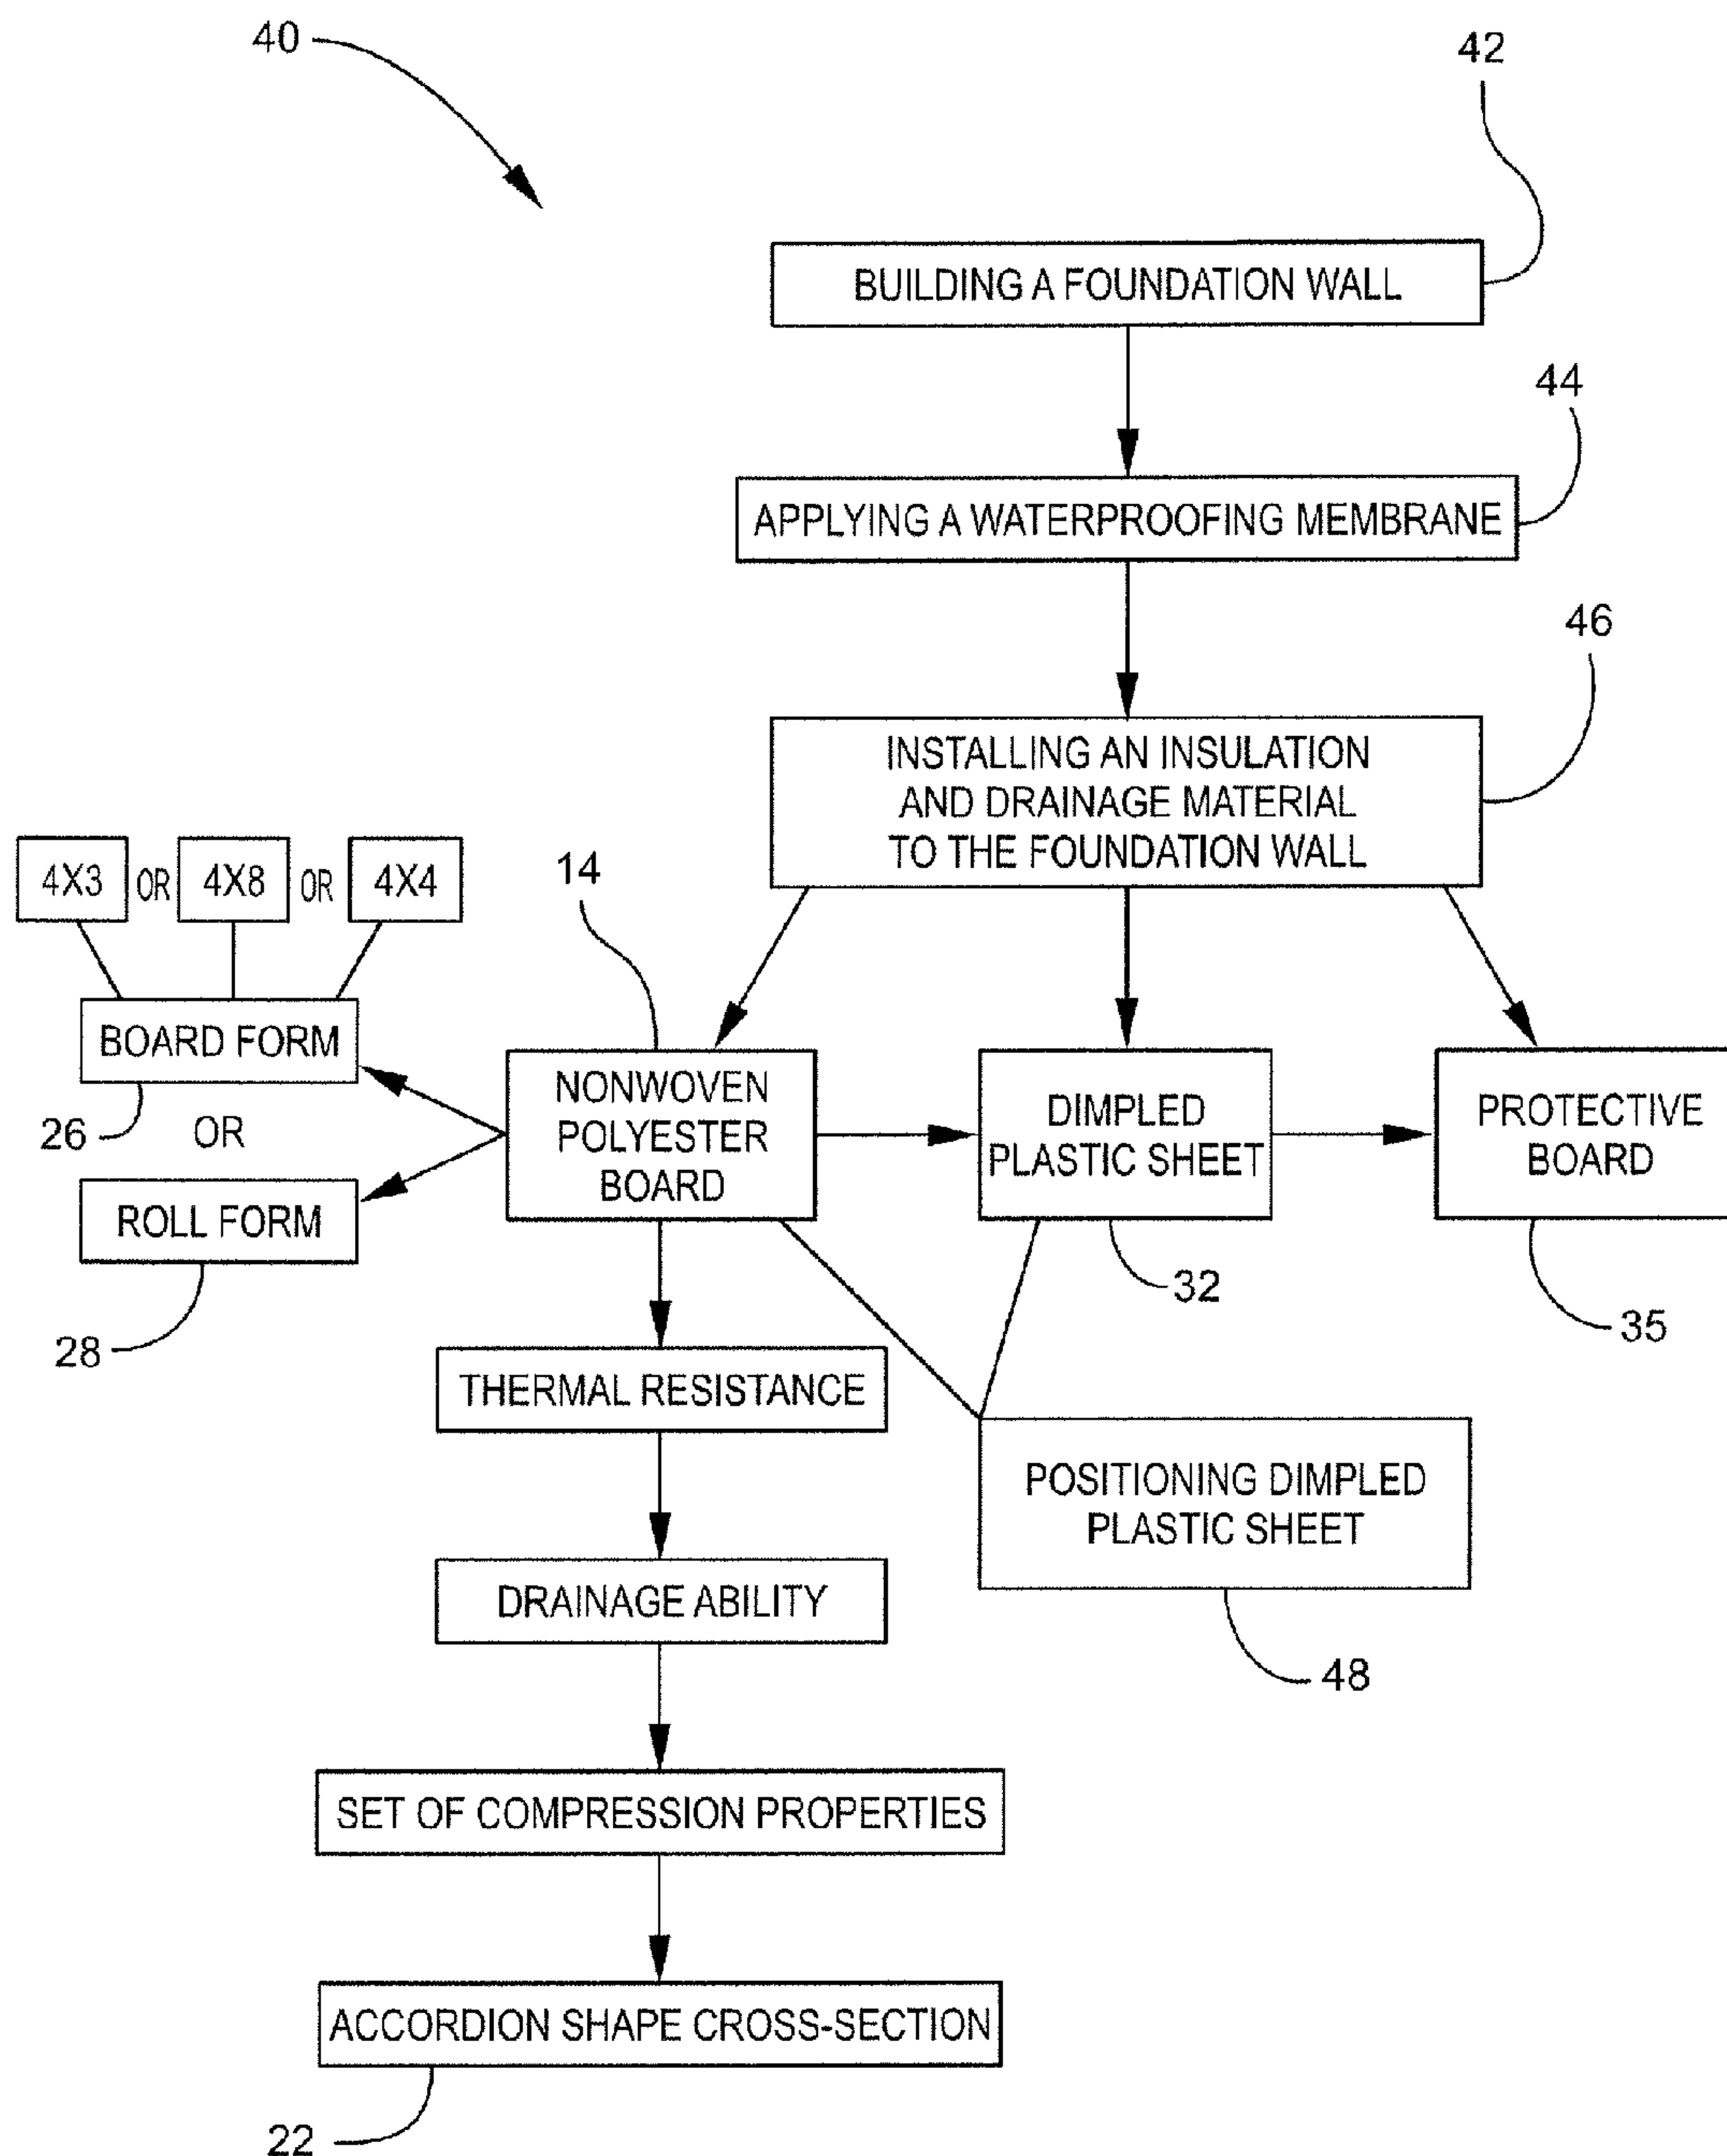 40
42
BUILDING A FOUNDATION WALL
44
APPLYING A WATERPROOFING MEMBRANE
46
INSTALLING AN INSULATION
AND DRAINAGE MATERIAL
TO THE FOUNDATION WALL
4X3 OR 4X8 OR 4X4
14
BOARD FORM
26
OR
ROLL FORM
28
NONWOVEN
POLYESTER
BOARD
DIMPLED
PLASTIC SHEET
32
PROTECTIVE
BOARD
35
THERMAL RESISTANCE
POSITIONING DIMPLED
PLASTIC SHEET
48
DRAINAGE ABILITY
SET OF COMPRESSION PROPERTIES
ACCORDION SHAPE CROSS-SECTION
22